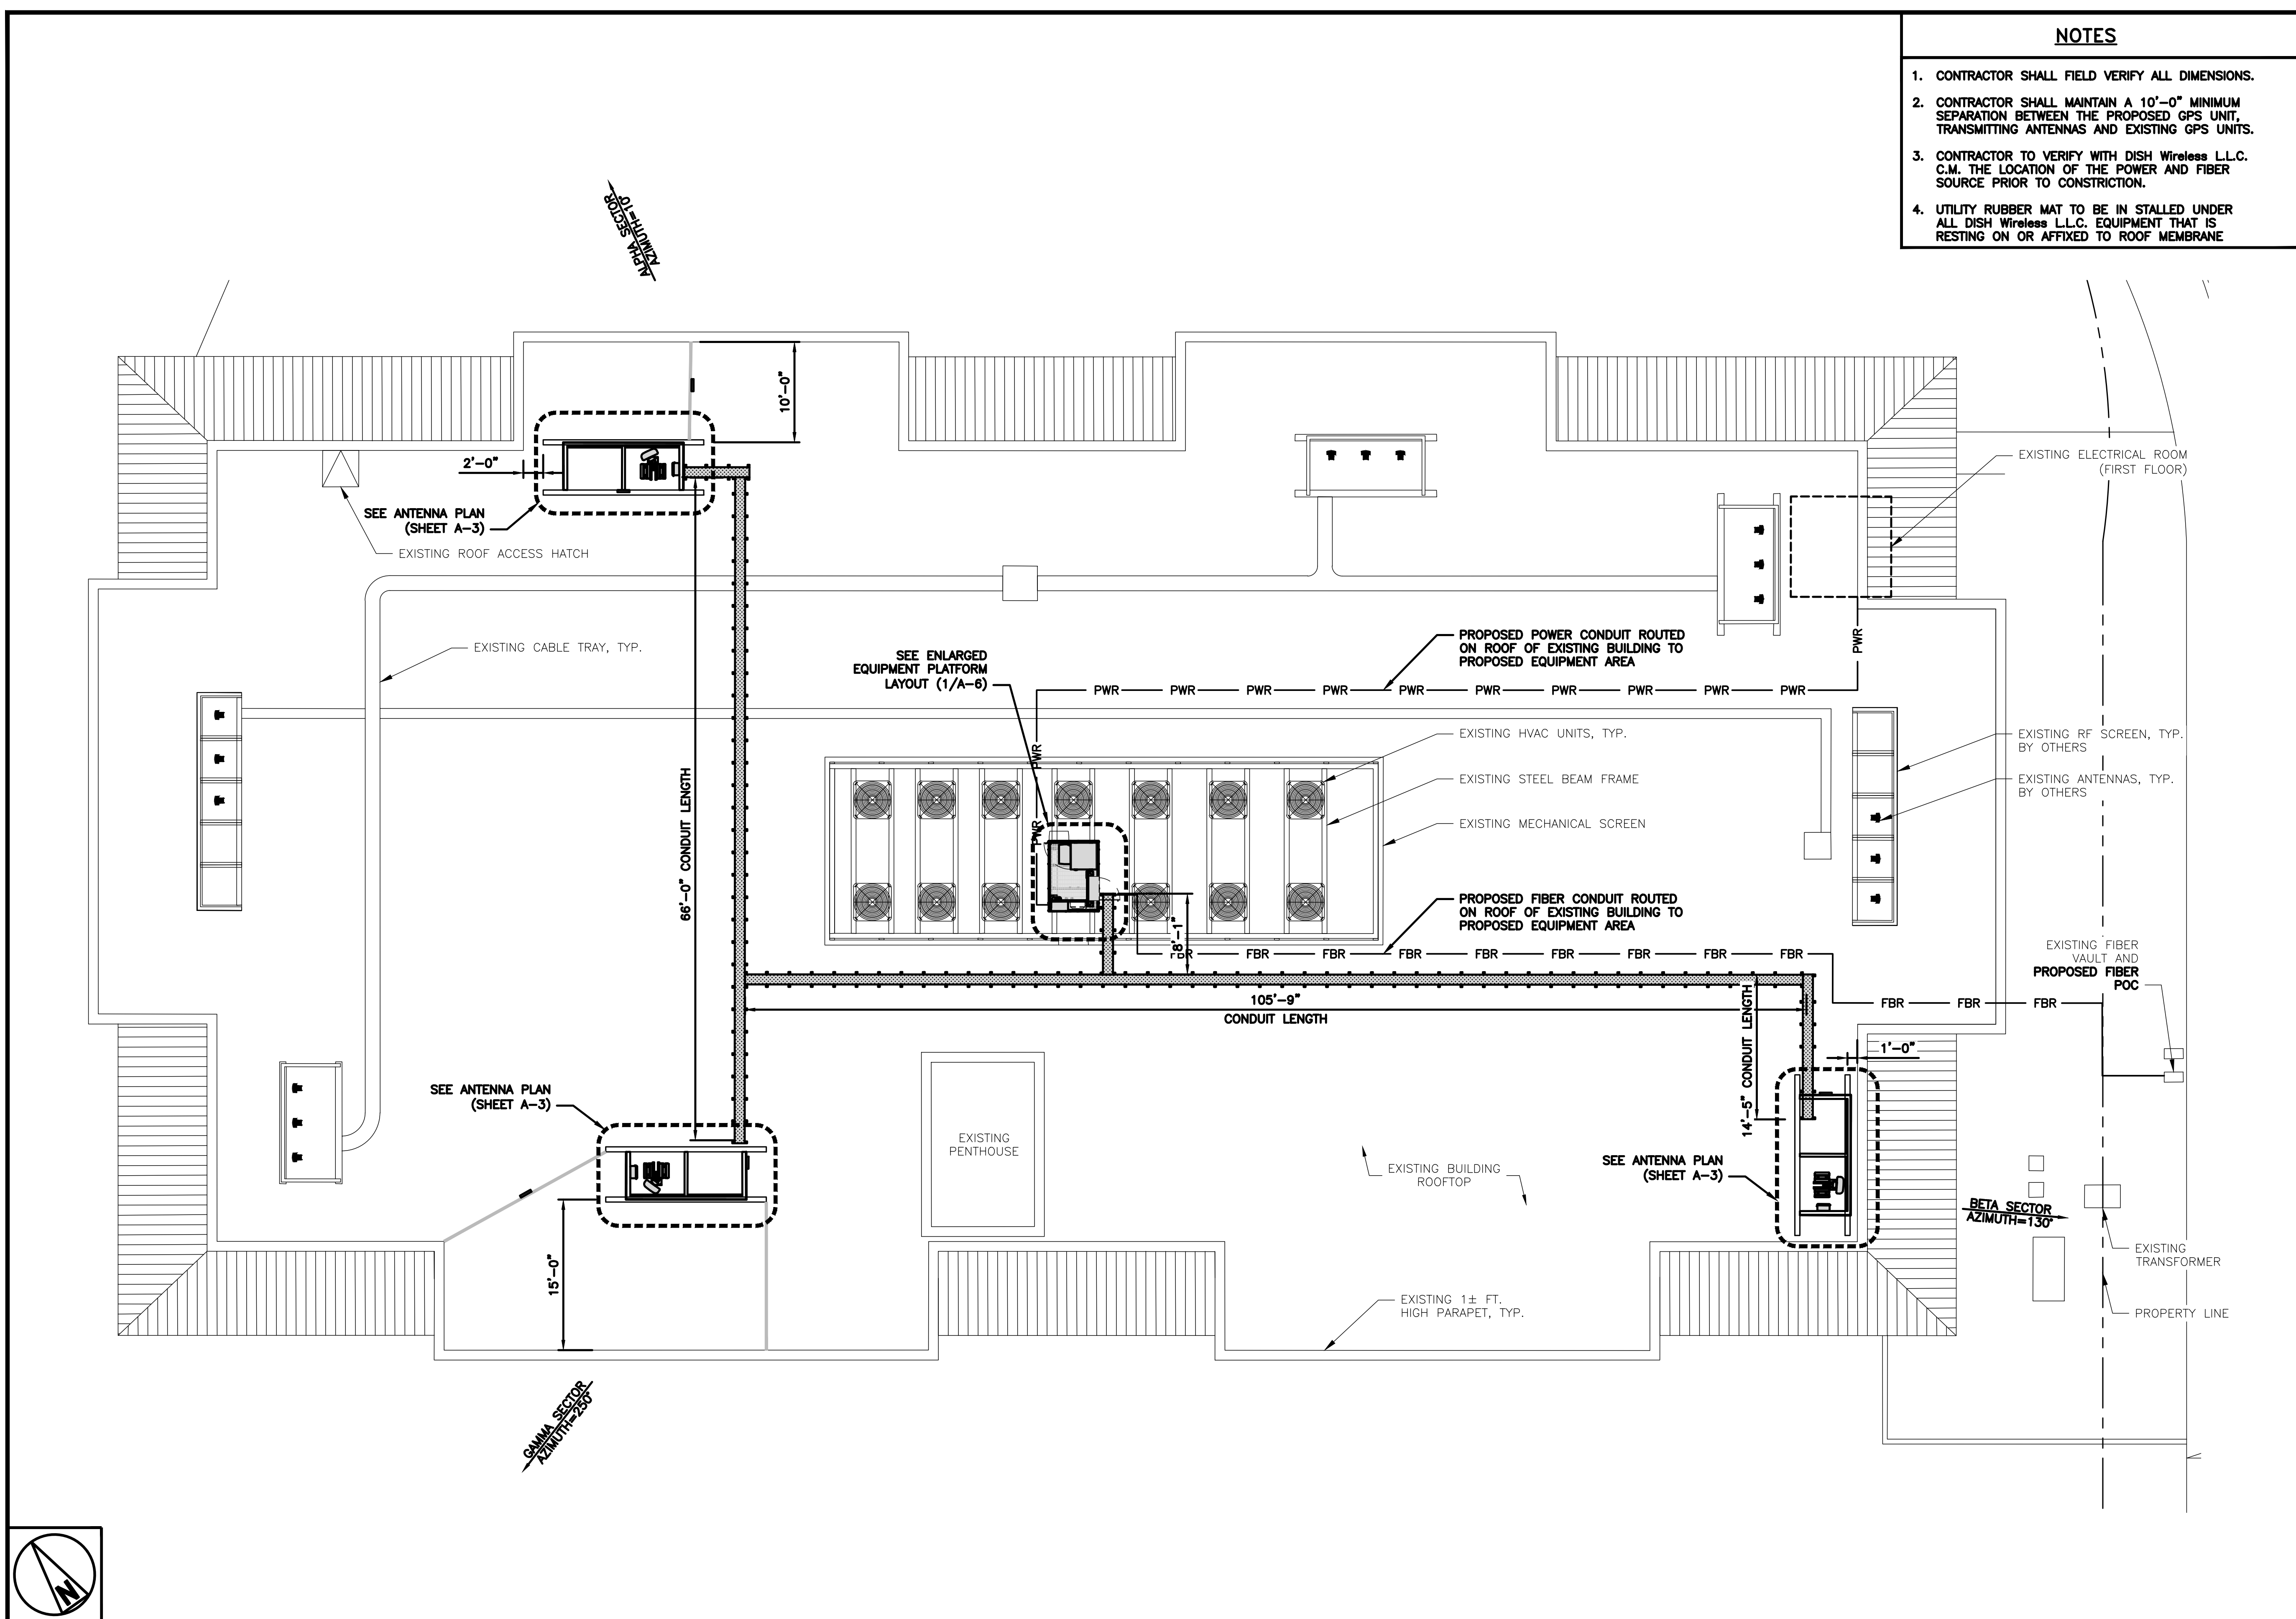 NOTES
1. CONTRACTOR SHALL FIELD VERIFY ALL DIMENSIONS.
2. CONTRACTOR SHALL MAINTAIN A 10'-0" MINIMUM
SEPARATION BETWEEN THE PROPOSED GPS UNIT,
TRANSMITTING ANTENNAS AND EXISTING GPS UNITS.
3. CONTRACTOR TO VERIFY WITH DISH Wireless L.L.C.
C.M. THE LOCATION OF THE POWER AND FIBER
SOURCE PRIOR TO CONSTRICTION.
4. UTILITY RUBBER MAT TO BE IN STALLED UNDER
ALL DISH Wireless L.L.C. EQUIPMENT THAT IS
RESTING ON OR AFFIXED TO ROOF MEMBRANE
ALPHA SECTOR
AZIMUTH=10°
10'-0"
2'-0"
SEE ANTENNA PLAN
(SHEET A-3)
EXISTING ROOF ACCESS HATCH
EXISTING ELECTRICAL ROOM
(FIRST FLOOR)
EXISTING CABLE TRAY, TYP.
SEE ENLARGED
EQUIPMENT PLATFORM
LAYOUT (1/A-6)
PROPOSED POWER CONDUIT ROUTED
ON ROOF OF EXISTING BUILDING TO
PROPOSED EQUIPMENT AREA
PWR
PWR PWR PWR PWR PWR PWR PWR PWR PWR PWR
PWR
PWR
EXISTING HVAC UNITS, TYP.
EXISTING STEEL BEAM FRAME
EXISTING MECHANICAL SCREEN
EXISTING RF SCREEN, TYP.
BY OTHERS
EXISTING ANTENNAS, TYP.
BY OTHERS
66'-0" CONDUIT LENGTH
PROPOSED FIBER CONDUIT ROUTED
ON ROOF OF EXISTING BUILDING TO
PROPOSED EQUIPMENT AREA
8'-1"
FBR FBR FBR FBR FBR FBR FBR FBR FBR
EXISTING FIBER
VAULT AND
PROPOSED FIBER
POC
FBR FBR FBR
105'-9"
CONDUIT LENGTH
14'-5" CONDUIT LENGTH
1'-0"
SEE ANTENNA PLAN
(SHEET A-3)
EXISTING
PENTHOUSE
EXISTING BUILDING
ROOFTOP
SEE ANTENNA PLAN
(SHEET A-3)
BETA SECTOR
AZIMUTH=130°
15'-0"
EXISTING
TRANSFORMER
EXISTING 1± FT.
HIGH PARAPET, TYP.
PROPERTY LINE
GAMMA SECTOR
AZIMUTH=250°
N